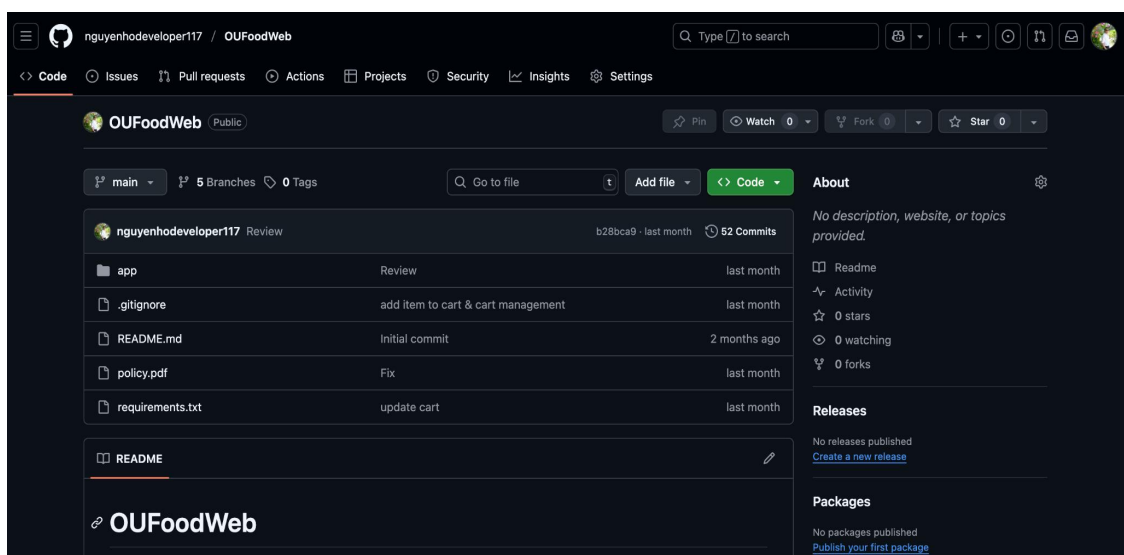 nguyenhodeveloper117 / OUFoodWeb
Type / to search
Code Issues Pull requests Actions Projects Security Insights Settings
OUFoodWeb Public
Pin Watch 0 Fork 0 Star 0
main 5 Branches 0 Tags Go to file t Add file Code
nguyenhodeveloper117 Review b28bca9 · last month 52 Commits
app Review last month
.gitignore add item to cart & cart management last month
README.md Initial commit 2 months ago
policy.pdf Fix last month
requirements.txt update cart last month
README
OUFoodWeb
About
No description, website, or topics
provided.
Readme
Activity
0 stars
0 watching
0 forks
Releases
No releases published
Create a new release
Packages
No packages published
Publish your first package